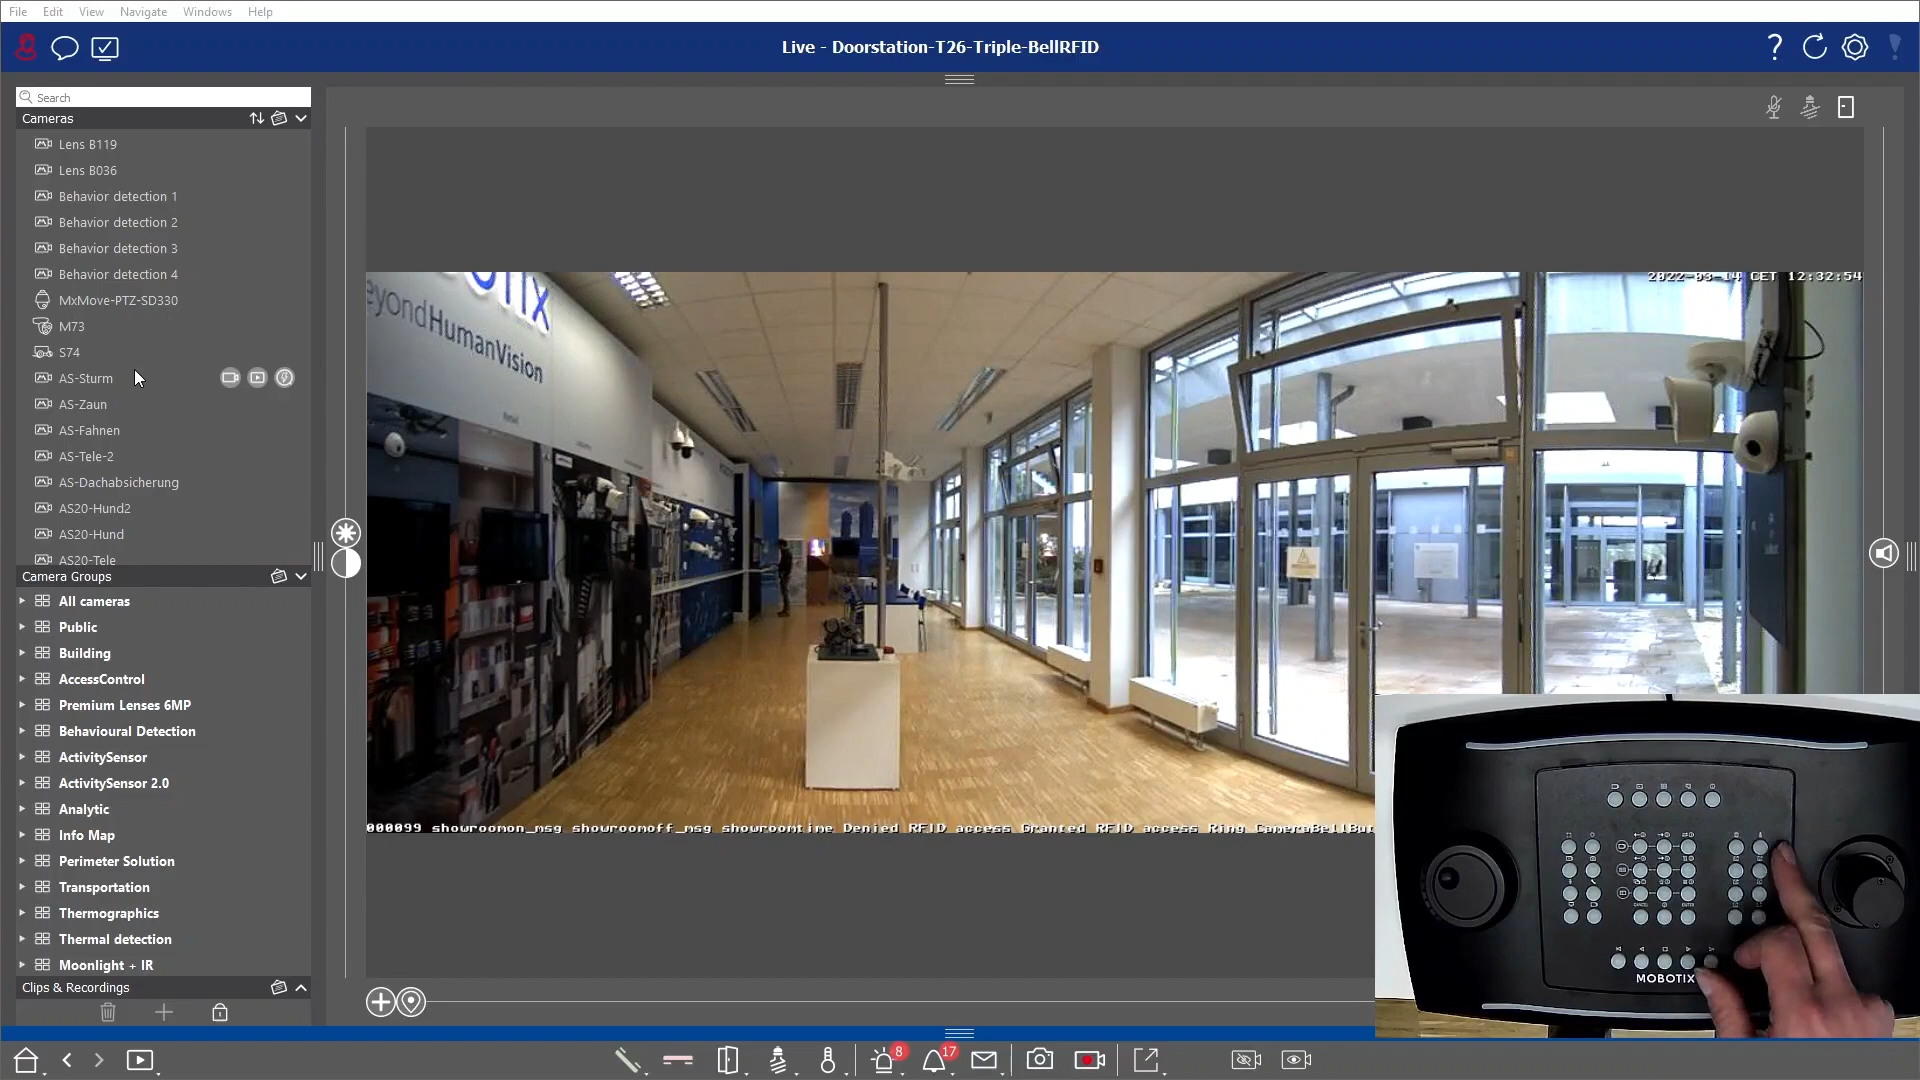 File Edit View Navigate Windows Help
Live - Doorstation-T26-Triple-BellRFID
Search
Cameras
Lens B119
Lens B036
Behavior detection 1
Behavior detection 2
Behavior detection 3
Behavior detection 4
MxMove-PTZ-SD330
M73
S74
AS-Sturm
AS-Zaun
AS-Fahnen
AS-Tele-2
AS-Dachabsicherung
AS20-Hund2
AS20-Hund
AS20-Tele
Camera Groups
All cameras
Public
Building
AccessControl
Premium Lenses 6MP
Behavioural Detection
ActivitySensor
ActivitySensor 2.0
Analytic
Info Map
Perimeter Solution
Transportation
Thermographics
Thermal detection
Moonlight + IR
Clips & Recordings
2022-03-14 CET 12:32:54
eyondHumanVision
000099 showroomon_msg showroomoff_msg showroomtime Denied RFID access Granted RFID access Ring CameraBellBut
MOBOTIX
8
17